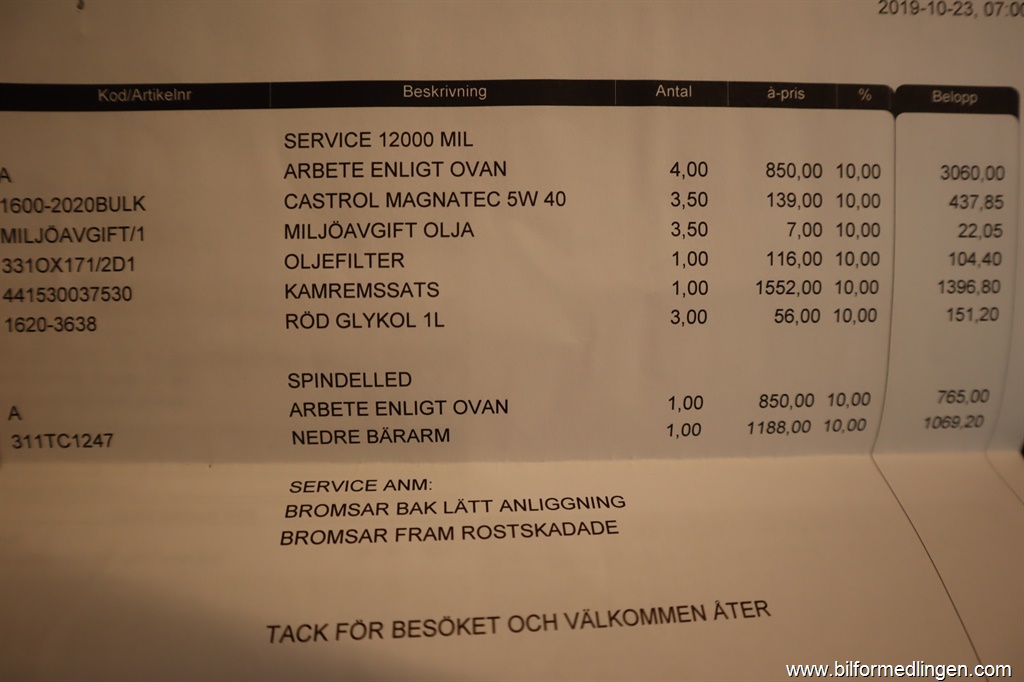 2019-10-23, 07:00
Kod/Artikelnr Beskrivning Antal à-pris % Belopp
SERVICE 12000 MIL
A ARBETE ENLIGT OVAN 4,00 850,00 10,00 3060,00
1600-2020BULK CASTROL MAGNATEC 5W 40 3,50 139,00 10,00 437,85
MILJÖAVGIFT/1 MILJÖAVGIFT OLJA 3,50 7,00 10,00 22,05
331OX171/2D1 OLJEFILTER 1,00 116,00 10,00 104,40
441530037530 KAMREMSSATS 1,00 1552,00 10,00 1396,80
1620-3638 RÖD GLYKOL 1L 3,00 56,00 10,00 151,20
SPINDELLED
A ARBETE ENLIGT OVAN 1,00 850,00 10,00 765,00
311TC1247 NEDRE BÄRARM 1,00 1188,00 10,00 1069,20
SERVICE ANM:
BROMSAR BAK LÄTT ANLIGGNING
BROMSAR FRAM ROSTSKADADE
TACK FÖR BESÖKET OCH VÄLKOMMEN ÅTER
www.bilformedlingen.com